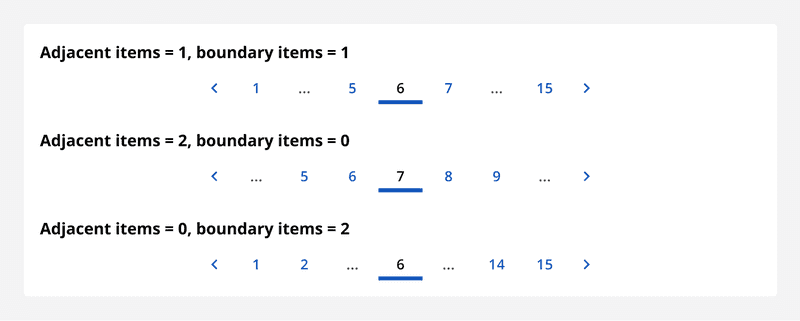 Adjacent items = 1, boundary items = 1
1 ... 5 6 7 ... 15
Adjacent items = 2, boundary items = 0
... 5 6 7 8 9 ...
Adjacent items = 0, boundary items = 2
1 2 ... 6 ... 14 15